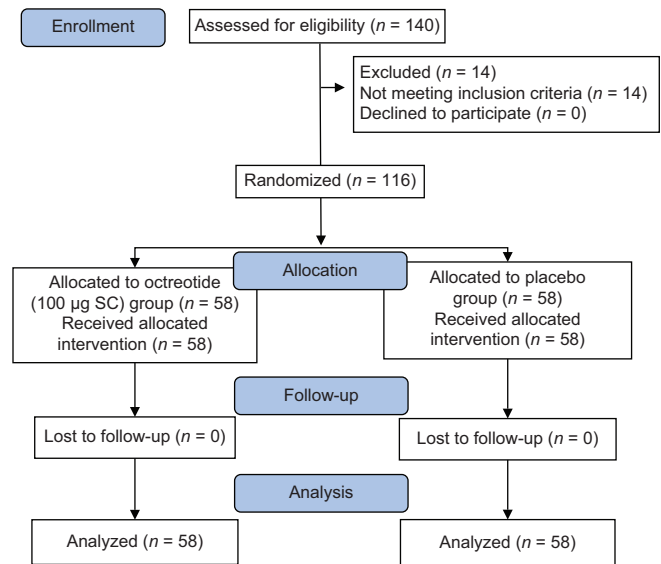 Enrollment
Assessed for eligibility (n = 140)
Excluded (n = 14)
Not meeting inclusion criteria (n = 14)
Declined to participate (n = 0)
Randomized (n = 116)
Allocation
Allocated to octreotide
(100 µg SC) group (n = 58)
Received allocated
intervention (n = 58)
Allocated to placebo
group (n = 58)
Received allocated
intervention (n = 58)
Follow-up
Lost to follow-up (n = 0)
Lost to follow-up (n = 0)
Analysis
Analyzed (n = 58)
Analyzed (n = 58)